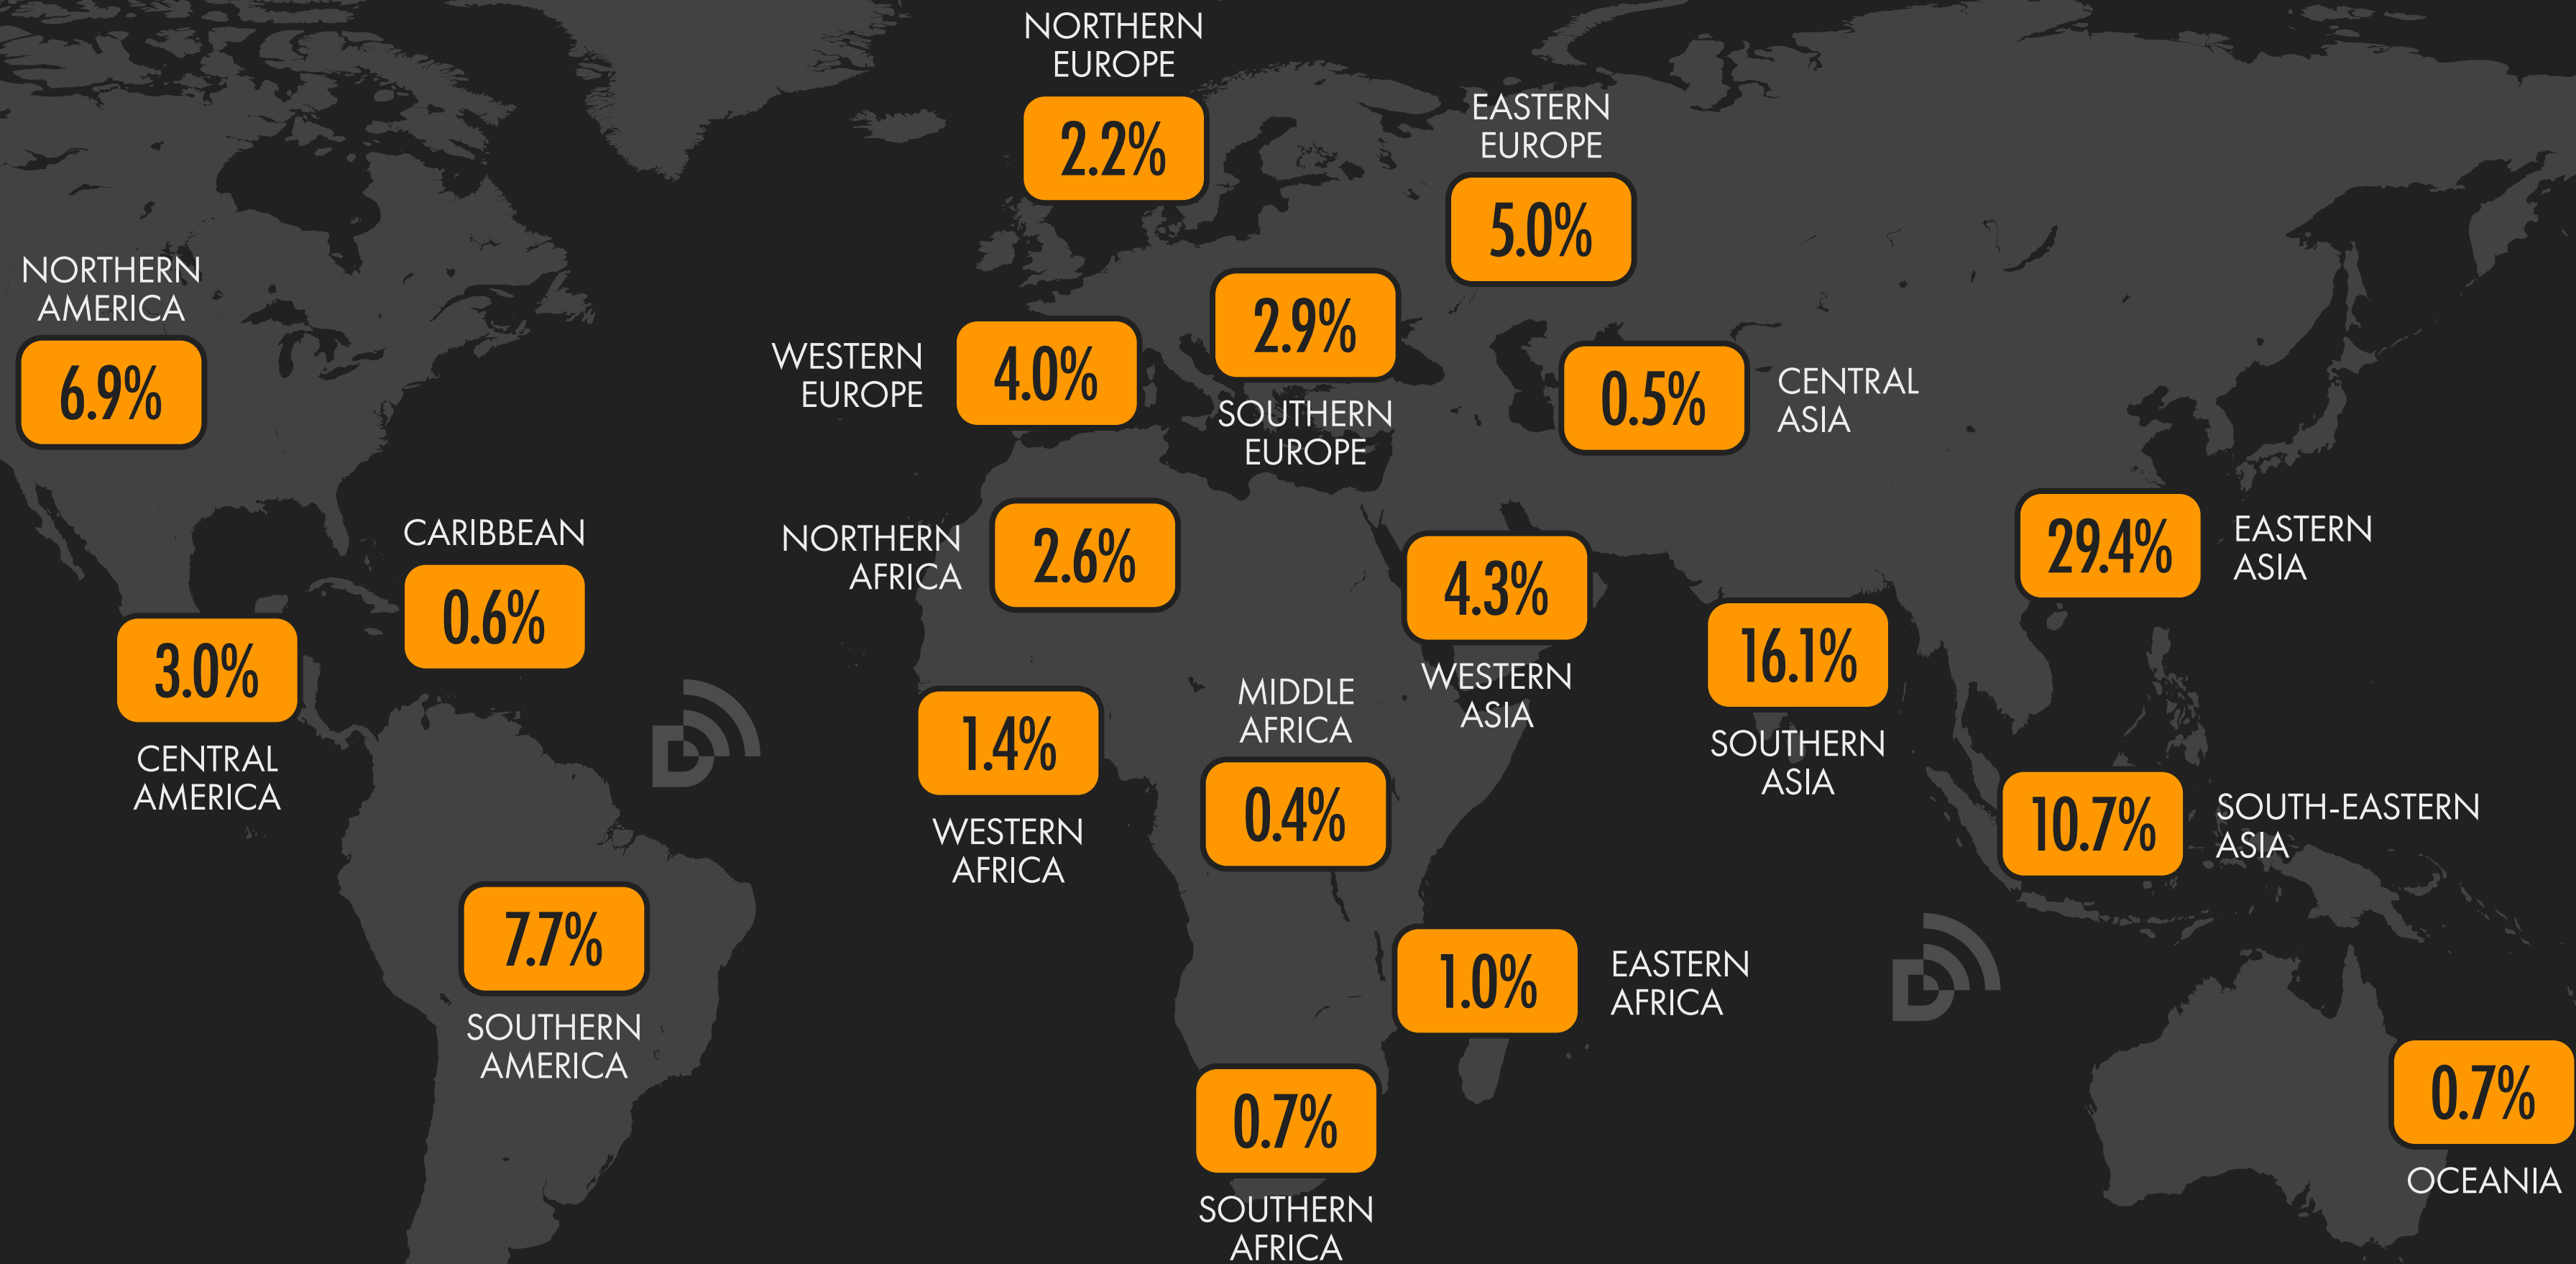 NORTHERN
EUROPE
2.2%
EASTERN
EUROPE
5.0%
NORTHERN
AMERICA
6.9%
WESTERN
EUROPE
4.0%
2.9%
SOUTHERN
EUROPE
0.5%
CENTRAL
ASIA
CARIBBEAN
0.6%
NORTHERN
AFRICA
2.6%
4.3%
WESTERN
ASIA
29.4%
EASTERN
ASIA
3.0%
CENTRAL
AMERICA
16.1%
SOUTHERN
ASIA
1.4%
WESTERN
AFRICA
MIDDLE
AFRICA
0.4%
10.7%
SOUTH-EASTERN
ASIA
7.7%
SOUTHERN
AMERICA
1.0%
EASTERN
AFRICA
0.7%
SOUTHERN
AFRICA
0.7%
OCEANIA